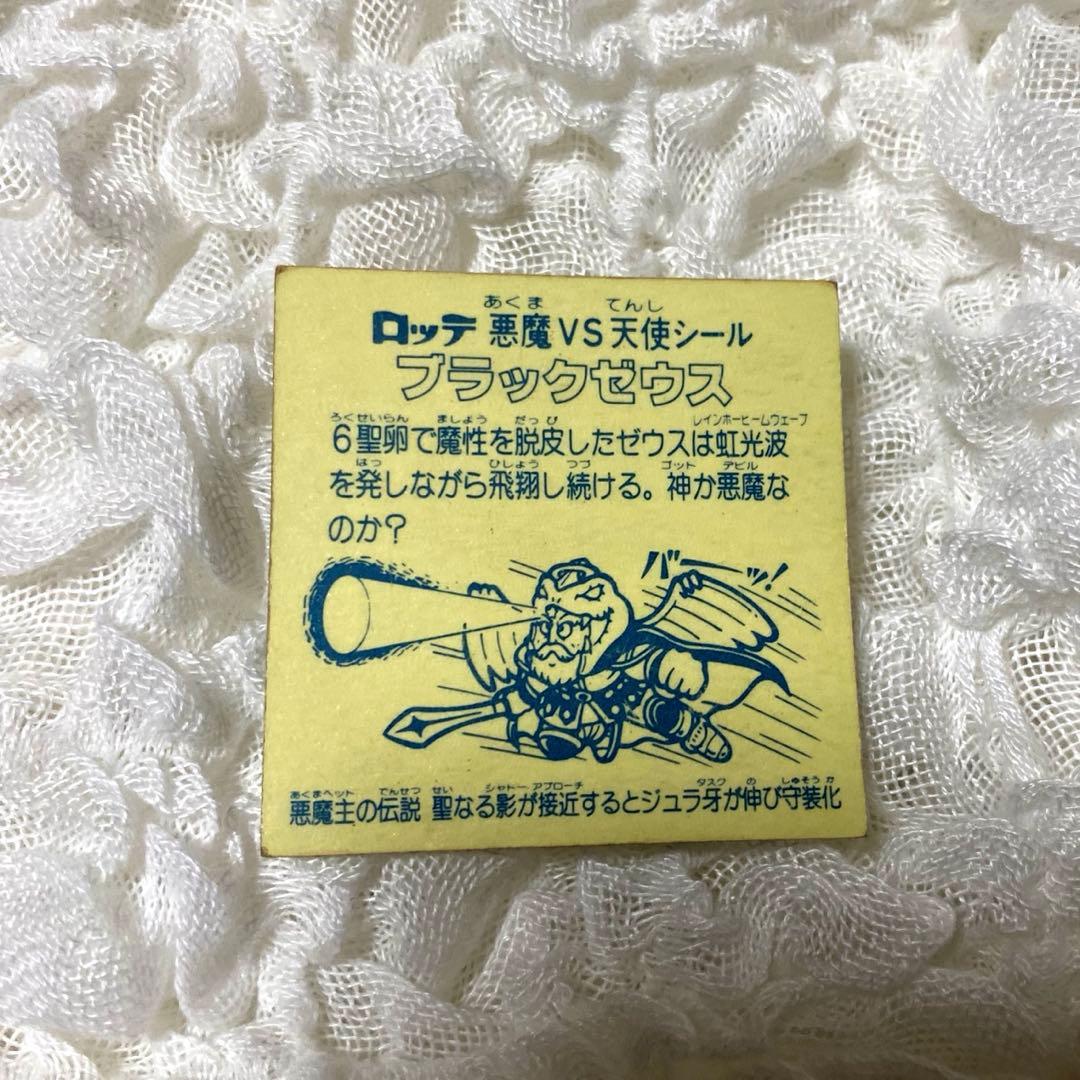 あくま てんし
ロッテ 悪魔VS天使シール
ブラックゼウス
ろくせいらん ましょう だっぴ レインボービームウェーブ
6聖卵で魔性を脱皮したゼウスは虹光波
はっ ひしょう つづ ゴッド デビル
を発しながら飛翔し続ける。神か悪魔な
のか?
バーッ!
あくまヘッド でんせつ せい シャドーアプローチ タスク の しゅそうか
悪魔主の伝説 聖なる影が接近するとジュラ牙が伸び守装化